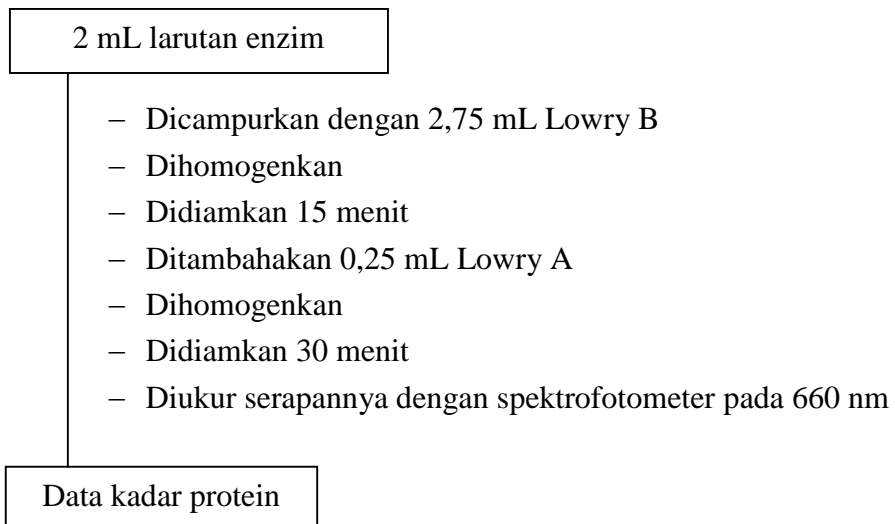 2 mL larutan enzim
– Dicampurkan dengan 2,75 mL Lowry B
– Dihomogenkan
– Didiamkan 15 menit
– Ditambahakan 0,25 mL Lowry A
– Dihomogenkan
– Didiamkan 30 menit
– Diukur serapannya dengan spektrofotometer pada 660 nm
Data kadar protein